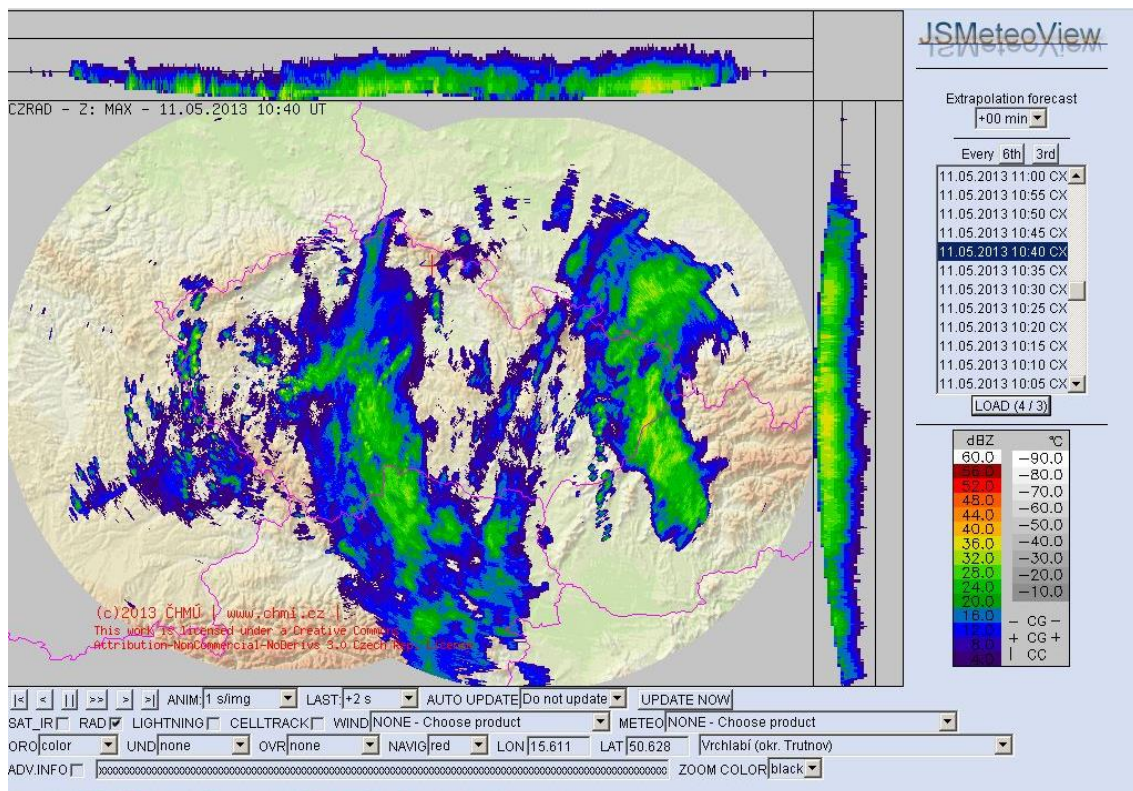 JSMeteoView
CZRAD - Z: MAX - 11.05.2013 10:40 UT
Extrapolation forecast
+00 min
Every 6th 3rd
11.05.2013 11:00 CX
11.05.2013 10:55 CX
11.05.2013 10:50 CX
11.05.2013 10:45 CX
11.05.2013 10:40 CX
11.05.2013 10:35 CX
11.05.2013 10:30 CX
11.05.2013 10:25 CX
11.05.2013 10:20 CX
11.05.2013 10:15 CX
11.05.2013 10:10 CX
11.05.2013 10:05 CX
LOAD (4 / 3)
dBZ °C
60.0 −90.0
56.0 −80.0
52.0 −70.0
48.0 −60.0
44.0 −50.0
40.0 −40.0
36.0 −30.0
32.0 −20.0
28.0 −10.0
24.0
20.0
16.0 − CG −
12.0 + CG +
8.0 | CC
4.0
(c)2013 ČHMÚ | www.chmi.cz |
This work is licensed under a Creative Commons
Attribution-NonCommercial-NoDerivs 3.0 Czech Rep. License
|< < || >> > >| ANIM: 1 s/img LAST: +2 s AUTO UPDATE Do not update UPDATE NOW
SAT_IR RAD LIGHTNING CELLTRACK WIND NONE - Choose product METEO NONE - Choose product
ORO color UND none OVR none NAVIG red LON 15.611 LAT 50.628 Vrchlabí (okr. Trutnov)
ADV.INFO ZOOM COLOR black